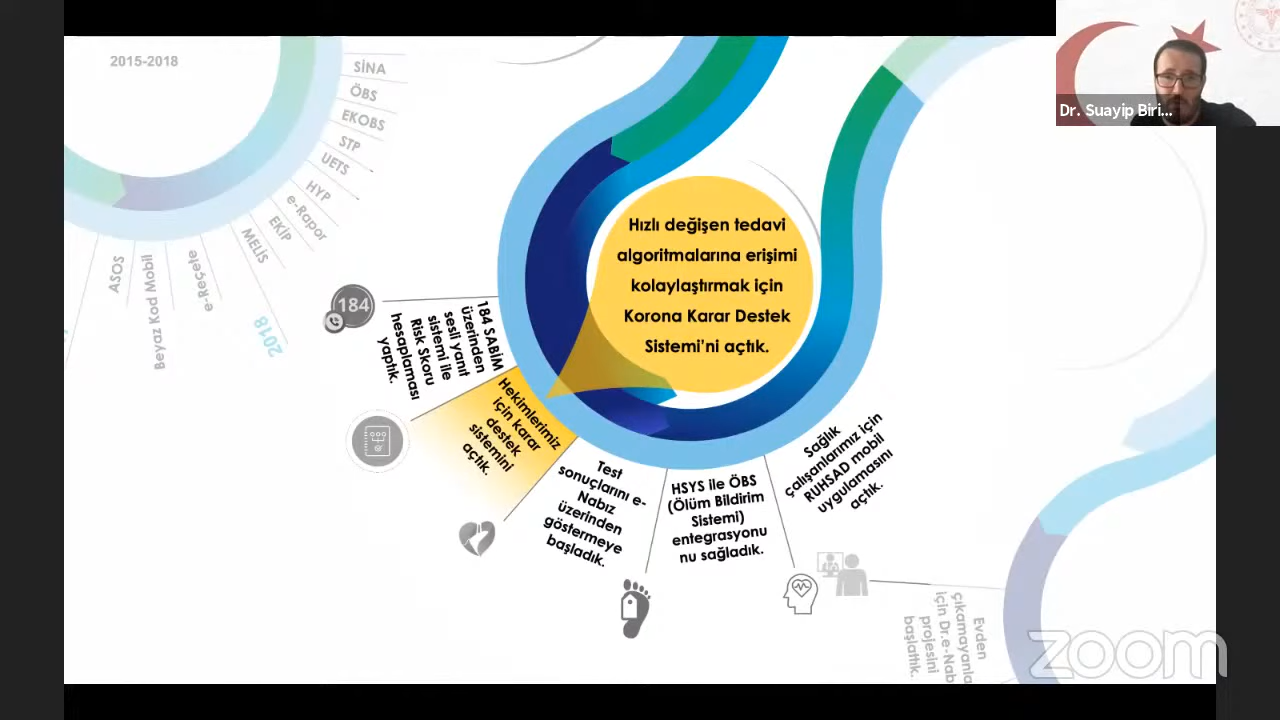 2015-2018
SİNA
ÖBS
EKOBS
STP
UETS
HYP
e-Rapor
EKİP
MELİS
2018
e-Reçete
Beyaz Kod Mobil
ASOS
Dr. Suayip Biri...
Hızlı değişen tedavi
algoritmalarına erişimi
kolaylaştırmak için
Korona Karar Destek
Sistemi'ni açtık.
184
184 SABİM
üzerinden
sesli yanıt
sistemi ile
Risk Skoru
hesaplaması
yaptık.
Hekimlerimiz
için karar
destek
sistemini
açtık.
Test
sonuçlarını e-
Nabız
üzerinden
göstermeye
başladık.
HSYS ile ÖBS
(Ölüm Bildirim
Sistemi)
entegrasyonu
nu sağladık.
Sağlık
çalışanlarımız için
RUHSAD mobil
uygulamasını
açtık.
Evden
çıkamayanla
için Dr.e-Nab
projesini
başlattık.
zoom